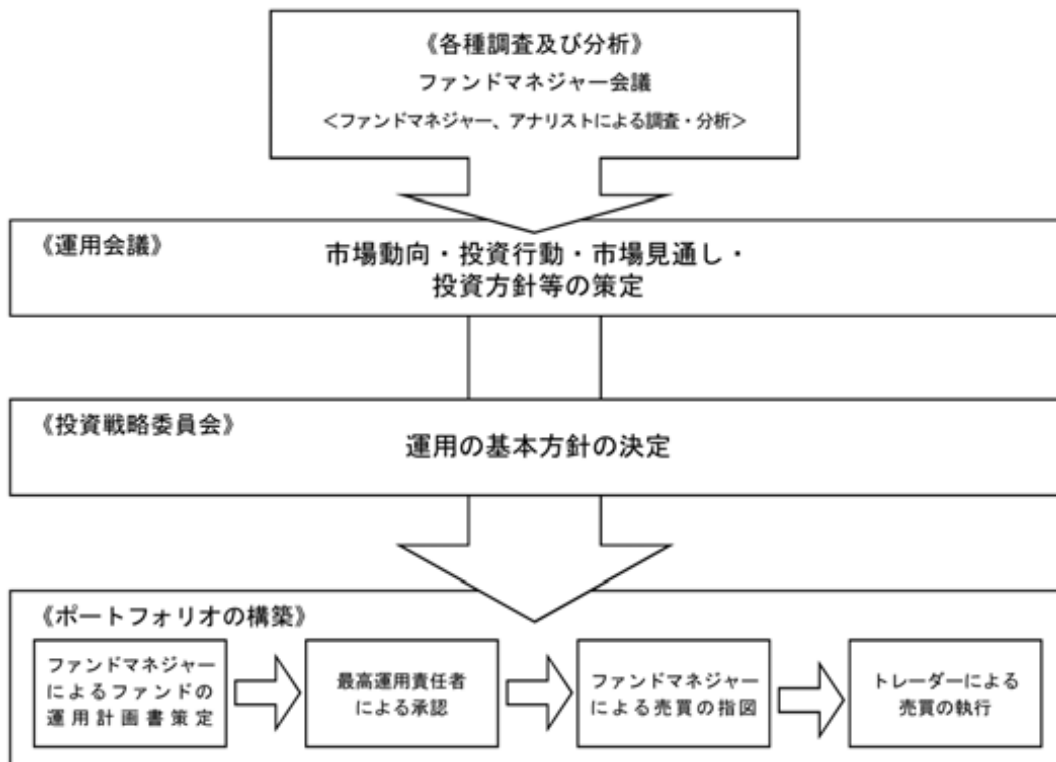 《各種調査及び分析》
ファンドマネジャー会議
＜ファンドマネジャー、アナリストによる調査・分析＞
《運用会議》
市場動向・投資行動・市場見通し・
投資方針等の策定
《投資戦略委員会》
運用の基本方針の決定
《ポートフォリオの構築》
ファンドマネジャー
によるファンドの
運用計画書策定
最高運用責任者
による承認
ファンドマネジャー
による売買の指図
トレーダーによる
売買の執行